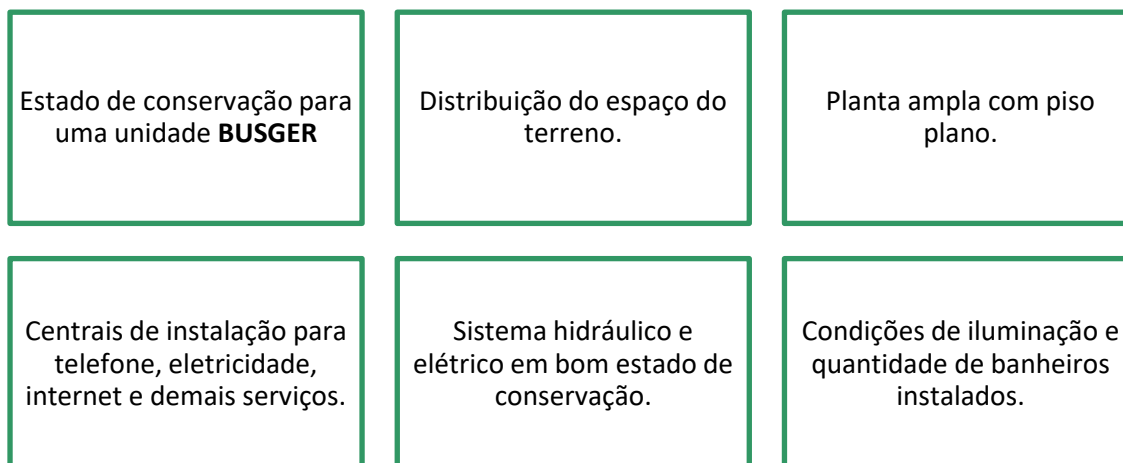 Estado de conservação para
uma unidade BUSGER
Distribuição do espaço do
terreno.
Planta ampla com piso
plano.
Centrais de instalação para
telefone, eletricidade,
internet e demais serviços.
Sistema hidráulico e
elétrico em bom estado de
conservação.
Condições de iluminação e
quantidade de banheiros
instalados.